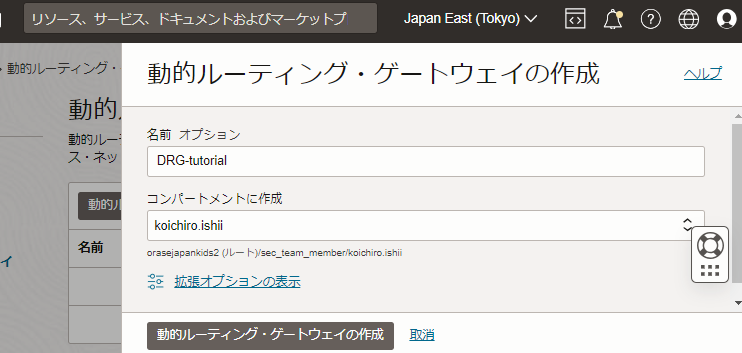 リソース、サービス、ドキュメントおよびマーケットプ
Japan East (Tokyo)
動的ルーティング・
動的
動的ルー
ス・ネッ
動的ル
名前
イ
動的ルーティング・ゲートウェイの作成
ヘルプ
名前 オプション
DRG-tutorial
コンパートメントに作成
koichiro.ishii
orasejapankids2 (ルート)/sec_team_member/koichiro.ishii
拡張オプションの表示
動的ルーティング・ゲートウェイの作成
取消